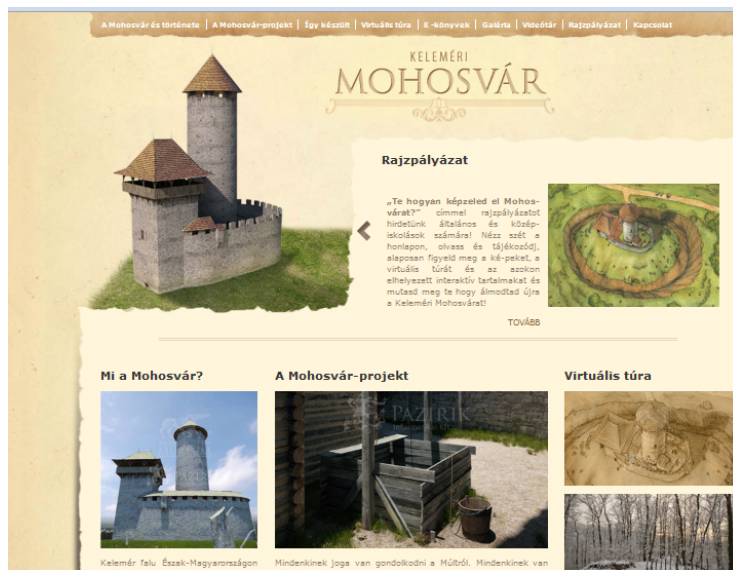 A Mohosvár és története | A Mohosvár-projekt | Így készült | Virtuális túra | E -könyvek | Galéria | Videótár | Rajzpályázat | Kapcsolat
KELEMÉRI
MOHOSVÁR
Rajzpályázat
„Te hogyan képzeled el Mohos-
várat?” címmel rajzpályázatot
hirdetünk általános és közép-
iskolások számára! Nézz szét a
honlapon, olvass és tájékozódj,
alaposan figyeld meg a ké-peket, a
virtuális túrát és az azokon
elhelyezett interaktív tartalmakat és
mutasd meg te hogy álmodtad újra
a Keleméri Mohosvárat!
TOVÁBB
Mi a Mohosvár?
A Mohosvár-projekt
Virtuális túra
PAZIRIK
Informatikai Kft.
Kelemér falu Észak-Magyarországon
Mindenkinek joga van gondolkodni a Múltról. Mindenkinek van